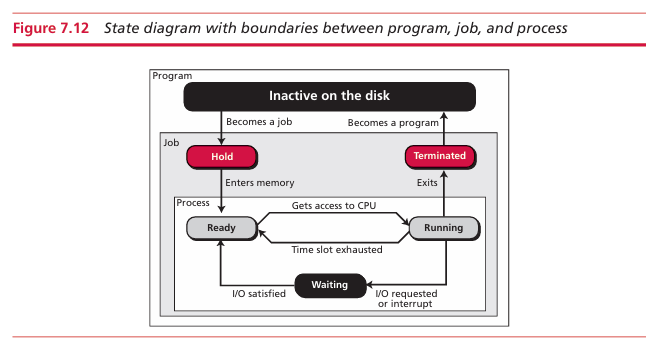 Figure 7.12 State diagram with boundaries between program, job, and process
Program
Inactive on the disk
Becomes a job
Becomes a program
Job
Hold
Terminated
Enters memory
Exits
Process
Gets access to CPU
Ready
Running
Time slot exhausted
Waiting
I/O satisfied
I/O requested
or interrupt